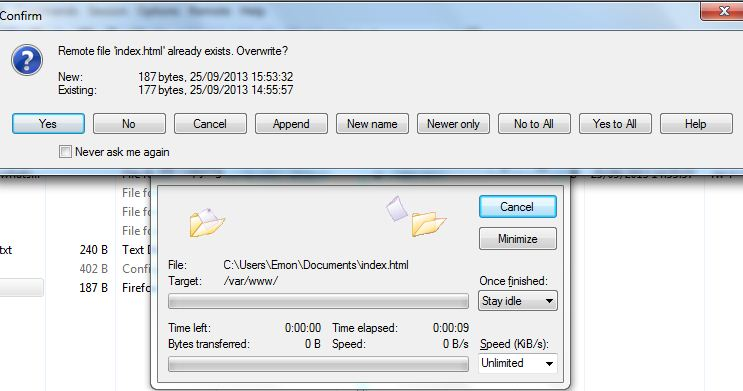 Confirm
Remote file 'index.html' already exists. Overwrite?
New: 187 bytes, 25/09/2013 15:53:32
Existing: 177 bytes, 25/09/2013 14:55:57
Yes No Cancel Append New name Newer only No to All Yes to All Help
Never ask me again
File fo
File fo
File fo
txt 240 B Text D
402 B Confi
187 B Firefo
Cancel
Minimize
File: C:\Users\Emon\Documents\index.html
Target: /var/www/
Once finished:
Stay idle
Time left: 0:00:00 Time elapsed: 0:00:09
Bytes transferred: 0 B Speed: 0 B/s
Speed (KiB/s):
Unlimited